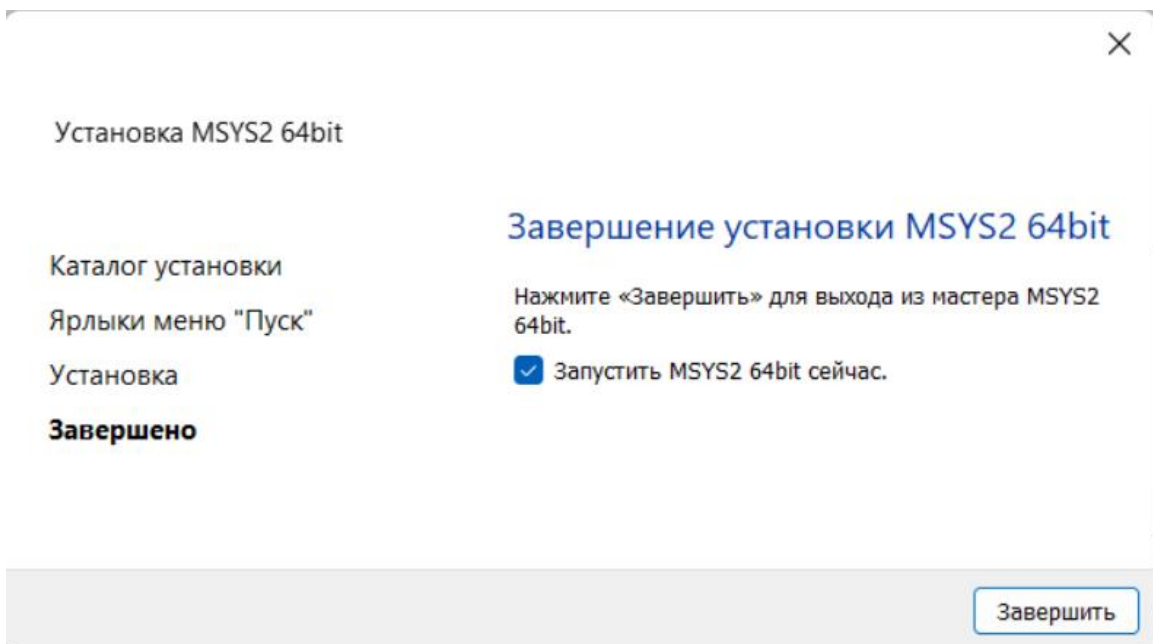 Установка MSYS2 64bit
Завершение установки MSYS2 64bit
Каталог установки
Ярлыки меню "Пуск"
Установка
Завершено
Нажмите «Завершить» для выхода из мастера MSYS2
64bit.
Запустить MSYS2 64bit сейчас.
Завершить